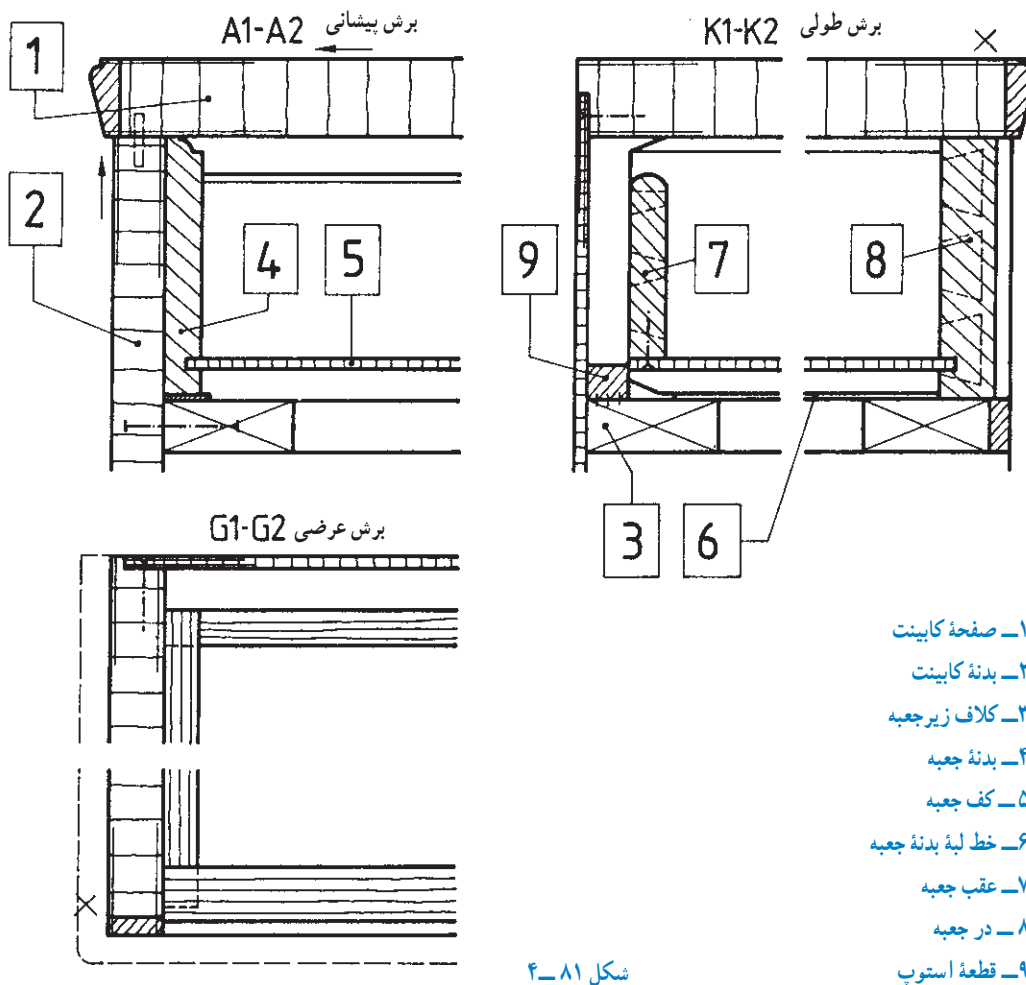 برش پیشانی A1-A2
برش طولی K1-K2
1
2
4
5
9
7
8
3
6
برش عرضی G1-G2
۱ــ صفحهٔ کابینت
۲ــ بدنهٔ کابینت
۳ــ کلاف زیرجعبه
۴ــ بدنهٔ جعبه
۵ــ کف جعبه
۶ــ خط لبهٔ بدنهٔ جعبه
۷ــ عقب جعبه
۸ ــ در جعبه
۹ــ قطعهٔ استوپ
شکل ۸۱ ــ۴